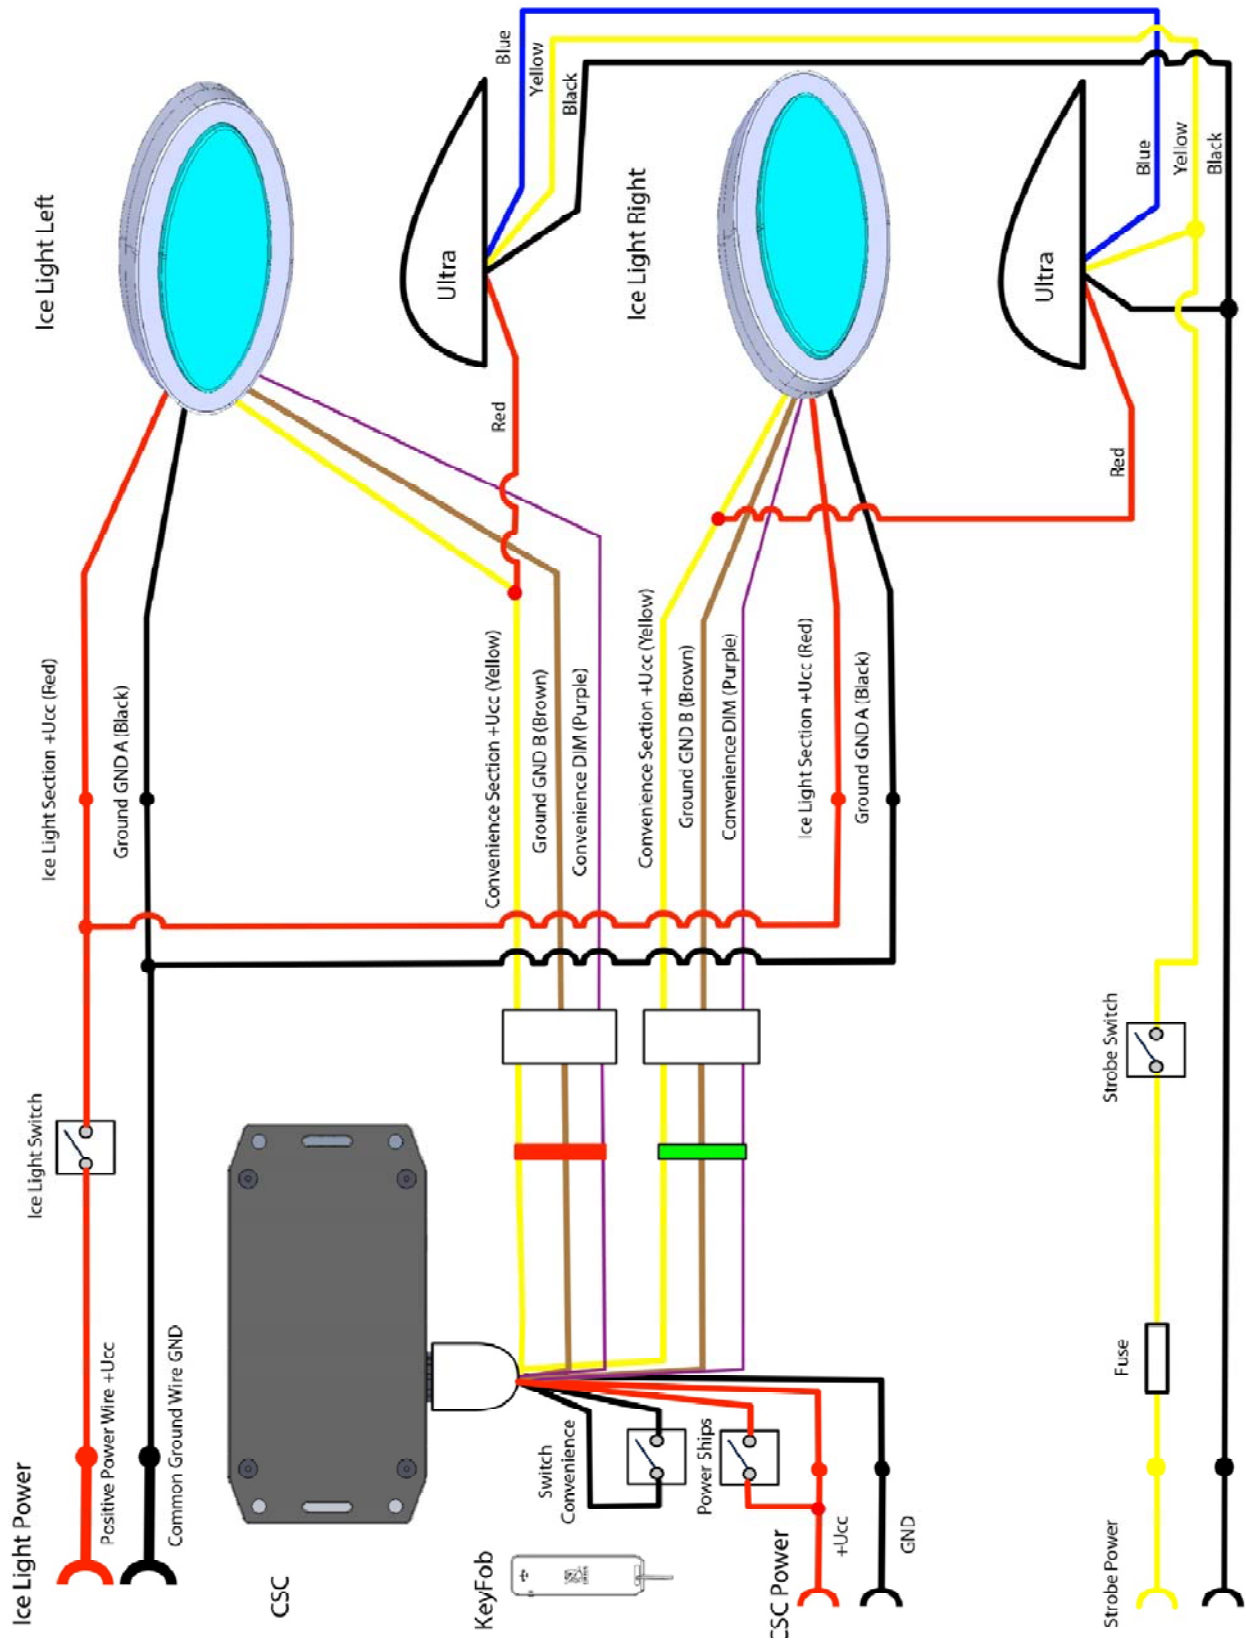 Ice Light Power
Positive Power Wire +Ucc
Common Ground Wire GND
Ice Light Switch
Ice Light Section +Ucc (Red)
Ground GND A (Black)
Ice Light Left
CSC
KeyFob
Switch
Convenience
Power Ships
CSC Power
+Ucc
GND
Convenience Section +Ucc (Yellow)
Ground GND B (Brown)
Convenience DIM (Purple)
Red
Ultra
Blue
Yellow
Black
Ice Light Right
Convenience Section +Ucc (Yellow)
Ground GND B (Brown)
Convenience DIM (Purple)
Ice Light Section +Ucc (Red)
Ground GND A (Black)
Red
Ultra
Blue
Yellow
Black
Strobe Power
Fuse
Strobe Switch